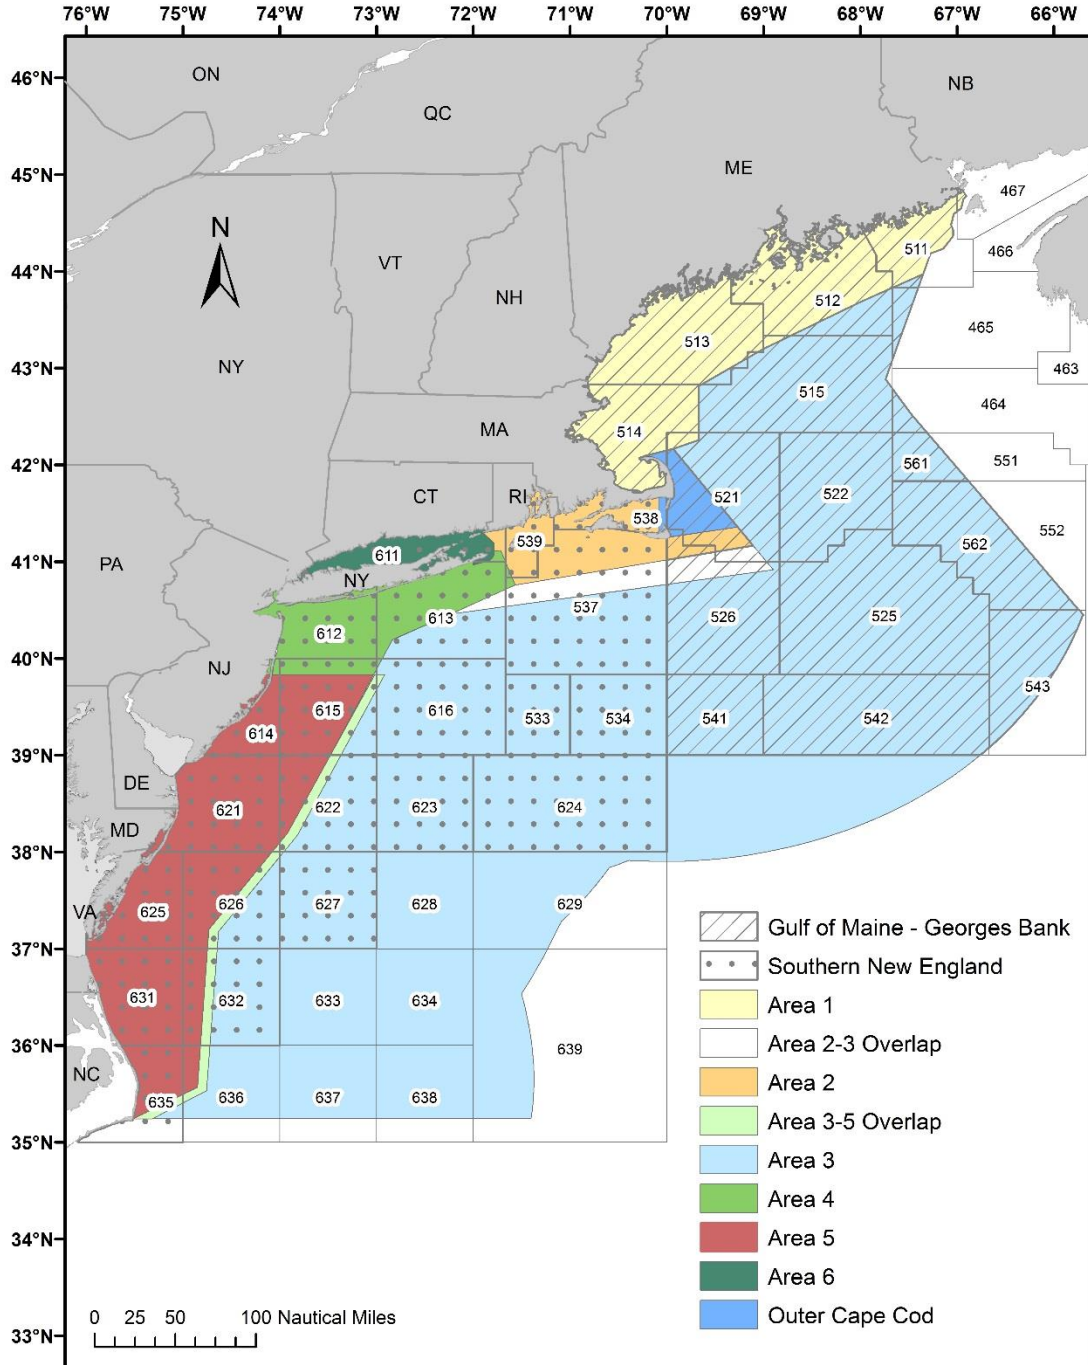 76°W 75°W 74°W 73°W 72°W 71°W 70°W 69°W 68°W 67°W 66°W
46°N
ON
NB
QC
45°N
ME
467
N
511
466
44°N
VT
NH
512
465
513
43°N
NY
463
515
464
MA
514
42°N
561
551
CT
RI
521
522
538
552
539
562
41°N
PA
611
NY
537
613
526
525
612
40°N
NJ
543
615
616
533
534
541
542
614
39°N
DE
621
622
623
624
MD
38°N
VA
625
626
627
628
629
37°N
631
632
633
634
36°N
639
NC
635
636
637
638
35°N
34°N
33°N
Gulf of Maine - Georges Bank
Southern New England
Area 1
Area 2-3 Overlap
Area 2
Area 3-5 Overlap
Area 3
Area 4
Area 5
Area 6
Outer Cape Cod
0 25 50 100 Nautical Miles